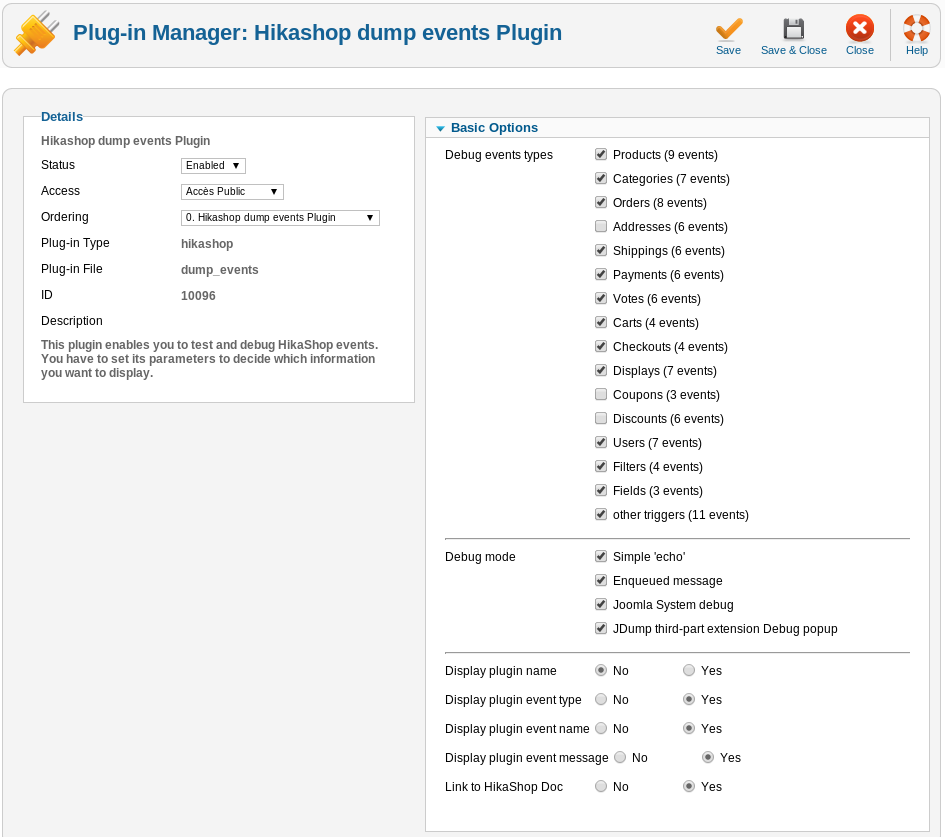 Plug-in Manager: Hikashop dump events Plugin
Save
Save & Close
Close
Help
Details
Hikashop dump events Plugin
Status Enabled
Access Accès Public
Ordering 0. Hikashop dump events Plugin
Plug-in Type hikashop
Plug-in File dump_events
ID 10096
Description
This plugin enables you to test and debug HikaShop events.
You have to set its parameters to decide which information
you want to display.
Basic Options
Debug events types Products (9 events)
Categories (7 events)
Orders (8 events)
Addresses (6 events)
Shippings (6 events)
Payments (6 events)
Votes (6 events)
Carts (4 events)
Checkouts (4 events)
Displays (7 events)
Coupons (3 events)
Discounts (6 events)
Users (7 events)
Filters (4 events)
Fields (3 events)
other triggers (11 events)
Debug mode Simple 'echo'
Enqueued message
Joomla System debug
JDump third-part extension Debug popup
Display plugin name No Yes
Display plugin event type No Yes
Display plugin event name No Yes
Display plugin event message No Yes
Link to HikaShop Doc No Yes